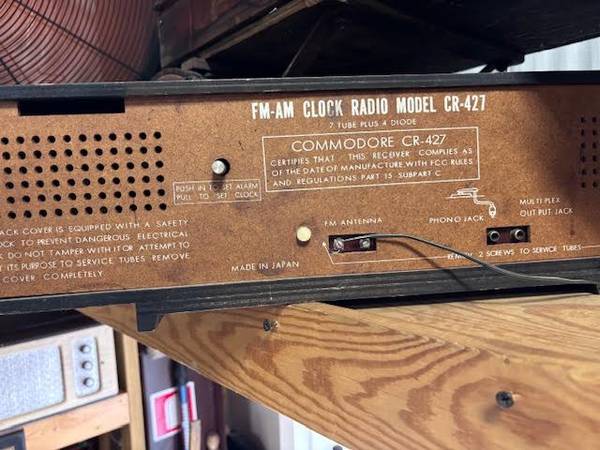 FM-AM CLOCK RADIO MODEL CR-427
7 TUBE PLUS 4 DIODE
COMMODORE CR-427
CERTIFIES THAT THIS RECEIVER COMPLIES AS
OF THE DATE OF MANUFACTURE, WITH FCC RULES
AND REGULATIONS PART 15 SUBPART C
PUSH IN TO SET ALARM
PULL TO SET CLOCK
ACK COVER IS EQUIPPED WITH A SAFETY
OCK TO PREVENT DANGEROUS ELECTRICAL
K DO NOT TAMPER WITH IT OR ATTEMPT TO
T ITS PURPOSE TO SERVICE TUBES REMOVE
COVER COMPLETELY
MADE IN JAPAN
FM ANTENNA
PHONO JACK
MULTI PLEX
OUT PUT JACK
REMOVE 2 SCREWS TO SERVICE TUBES